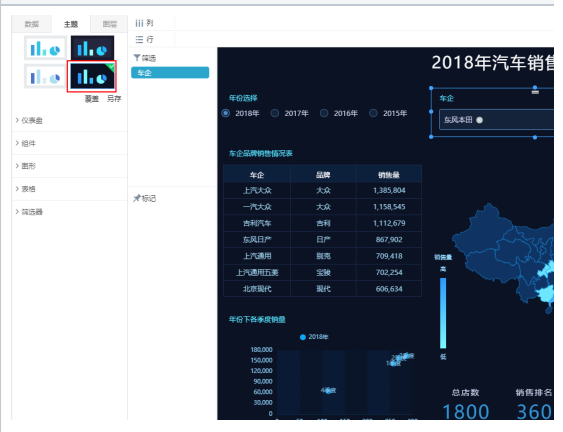 数据 主题 图层
覆盖 另存
> 仪表盘
> 组件
> 图形
> 表格
> 筛选器
列
行
筛选
车企
标记
2018年汽车销售
年份选择
2018年 2017年 2016年 2015年
车企
东风本田
车企品牌销售情况表
车企 品牌 销售量
上汽大众 大众 1,385,804
一汽大众 大众 1,158,545
吉利汽车 吉利 1,112,679
东风日产 日产 867,902
上汽通用 别克 709,418
上汽通用五菱 宝骏 702,254
北京现代 现代 606,634
销售量
高
低
年份下各季度销量
2018年
180,000
150,000
120,000
90,000
60,000
30,000
0
4季度
总店数 销售排名
1800 360